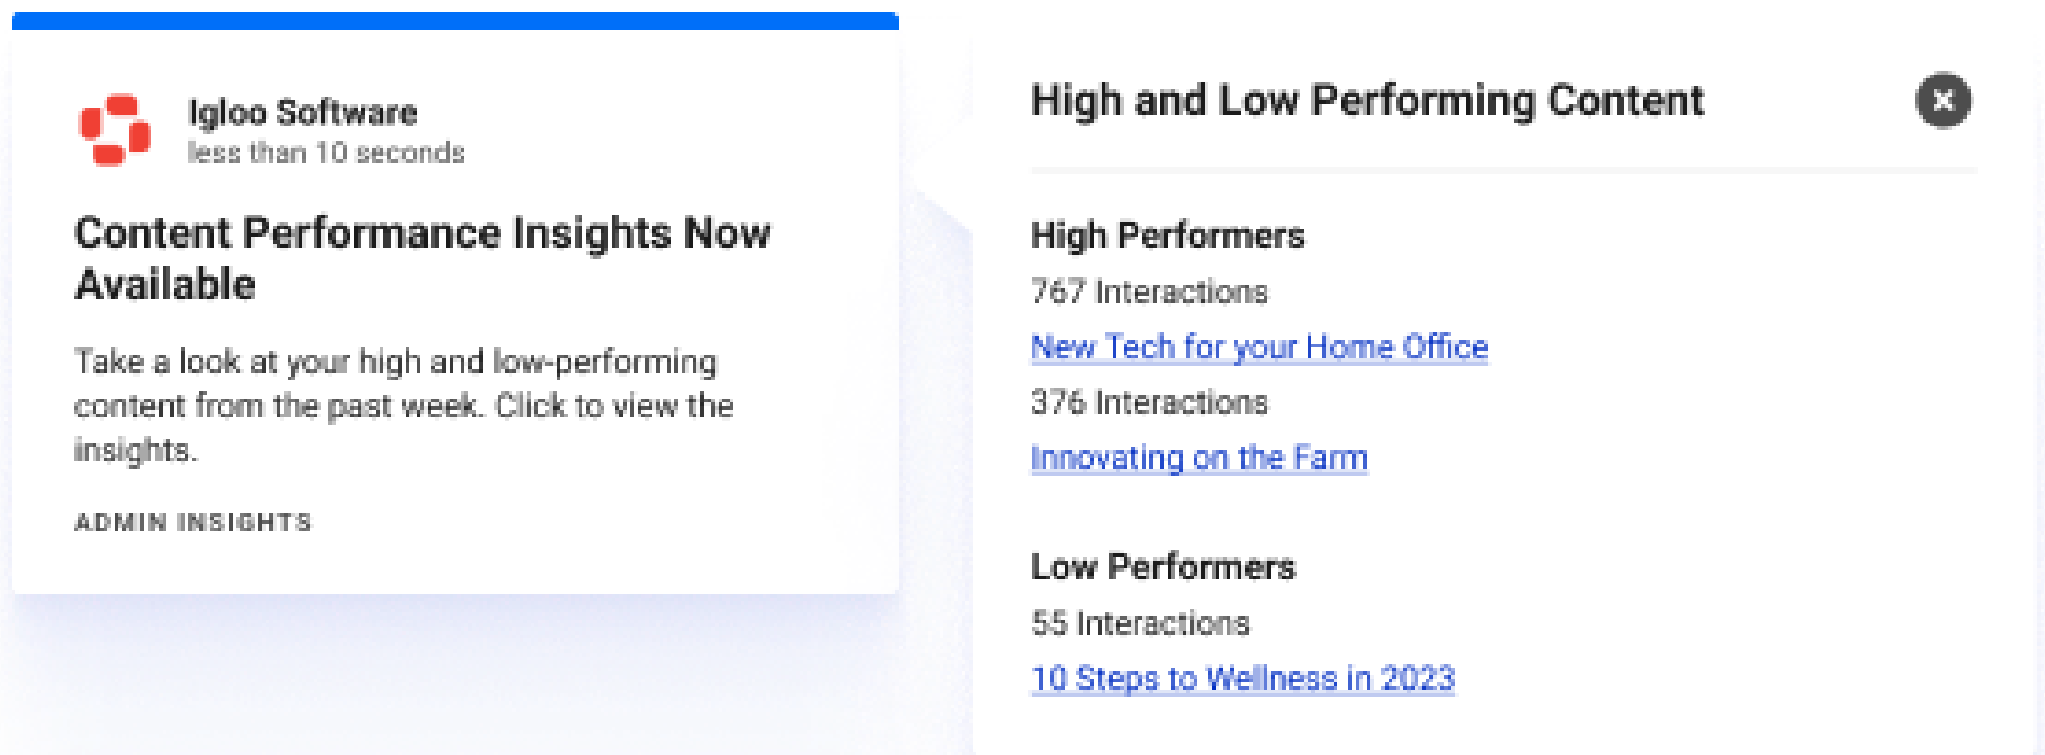 Igloo Software
less than 10 seconds
Content Performance Insights Now
Available
Take a look at your high and low-performing
content from the past week. Click to view the
insights.
ADMIN INSIGHTS
High and Low Performing Content
High Performers
767 Interactions
New Tech for your Home Office
376 Interactions
Innovating on the Farm
Low Performers
55 Interactions
10 Steps to Wellness in 2023